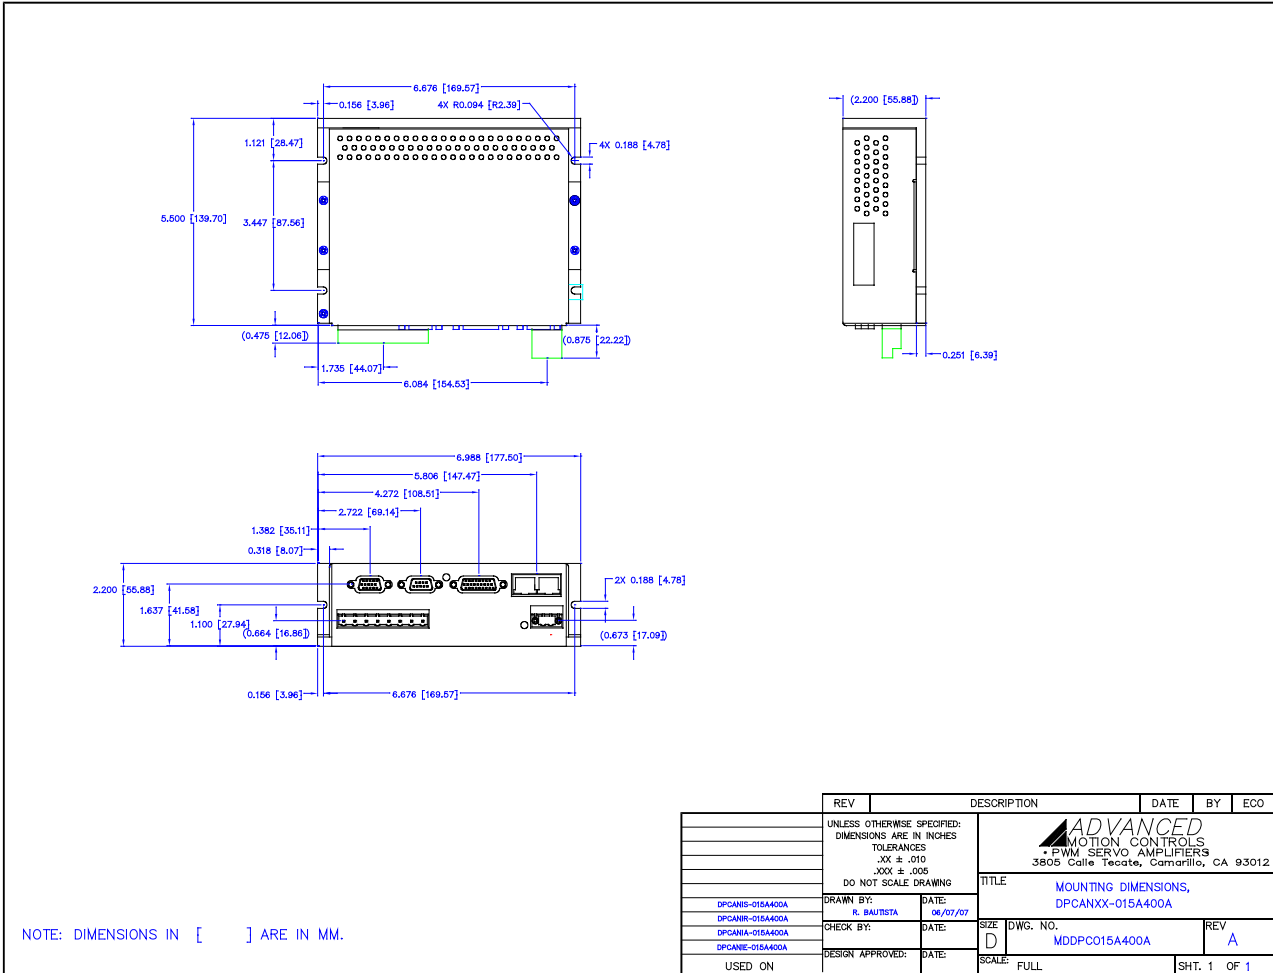 6.676 [169.57]
0.156 [3.96]
4X R0.094 [R2.39]
(2.200 [55.88])
1.121 [28.47]
4X 0.188 [4.78]
5.500 [139.70]
3.447 [87.56]
(0.475 [12.06])
(0.875 [22.22])
0.251 [6.39]
1.735 [44.07]
6.084 [154.53]
6.988 [177.50]
5.806 [147.47]
4.272 [108.51]
2.722 [69.14]
1.382 [35.11]
0.318 [8.07]
2X 0.188 [4.78]
2.200 [55.88]
1.637 [41.58]
1.100 [27.94]
(0.664 [16.86])
(0.673 [17.09])
0.156 [3.96]
6.676 [169.57]
REV DESCRIPTION DATE BY ECO
UNLESS OTHERWISE SPECIFIED:
DIMENSIONS ARE IN INCHES
TOLERANCES
.XX ± .010
.XXX ± .005
DO NOT SCALE DRAWING
ADVANCED
MOTION CONTROLS
• PWM SERVO AMPLIFIERS
3805 Calle Tecate, Camarillo, CA 93012
TITLE
MOUNTING DIMENSIONS,
DPCANXX-015A400A
DPCANIS-015A400A
DPCANIR-015A400A
DPCANIA-015A400A
DPCANIE-015A400A
USED ON
DRAWN BY:
R. BAUTISTA
DATE:
06/07/07
CHECK BY:
DATE:
DESIGN APPROVED:
DATE:
SIZE
D
DWG. NO.
MDDPC015A400A
REV
A
SCALE: FULL
SHT. 1 OF 1
NOTE: DIMENSIONS IN [ ] ARE IN MM.